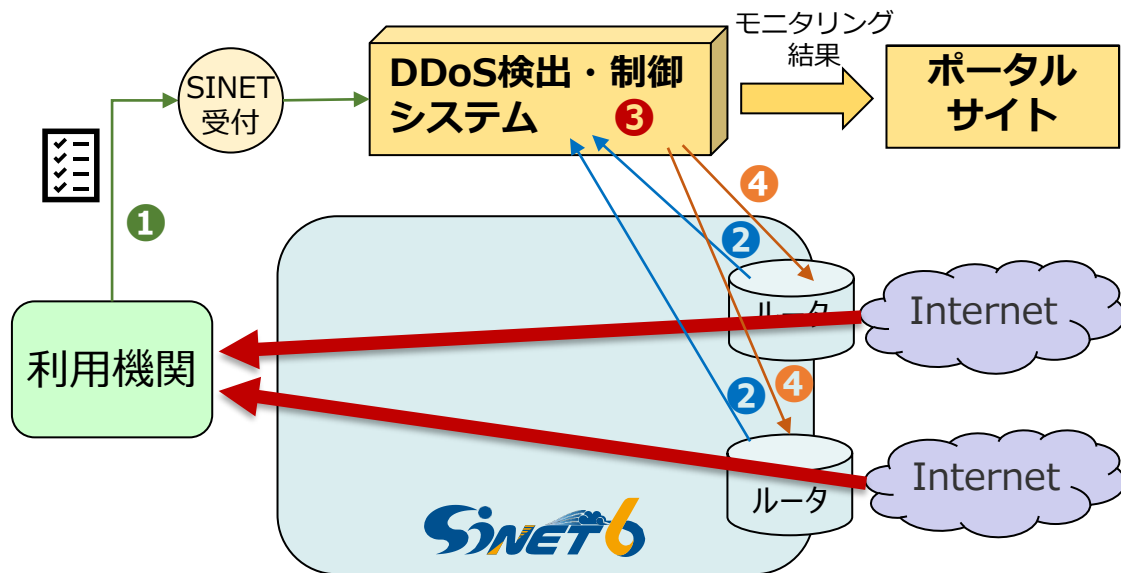 モニタリング
結果
SINET
受付
DDoS検出・制御
システム
❸
ポータル
サイト
❶
❹
❷
ルータ
Internet
利用機関
❷
❹
ルータ
Internet
SINET6